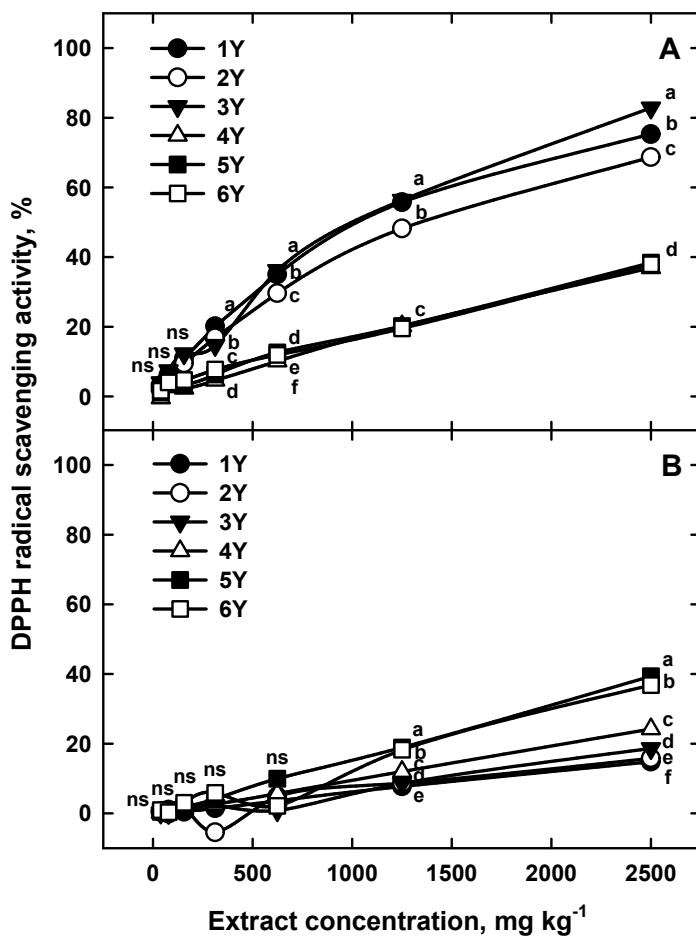 DPPH radical scavenging activity, %
100
80
60
40
20
0
1Y
2Y
3Y
4Y
5Y
6Y
A
a
b
c
a
b
a
b
c
a
b
c
d
ns
ns
ns
d
e
f
c
d
100
80
60
40
20
0
1Y
2Y
3Y
4Y
5Y
6Y
B
a
b
c
d
e
f
a
b
c
d
e
ns
ns
ns
ns
ns
0 500 1000 1500 2000 2500
Extract concentration, mg kg⁻¹